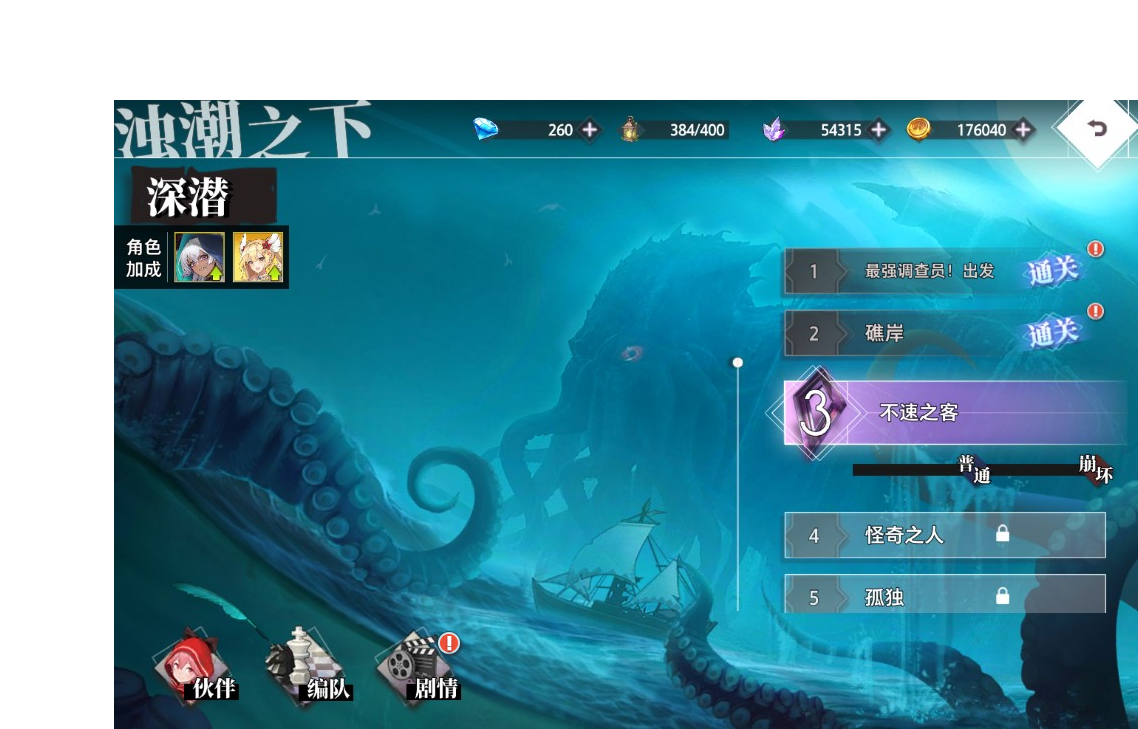 浊潮之下
260
384/400
54315
176040
深潜
角色
加成
1 最强调查员！出发 通关
2 礁岸 通关
3 不速之客
普通 崩坏
4 怪奇之人
5 孤独
伙伴 编队 剧情